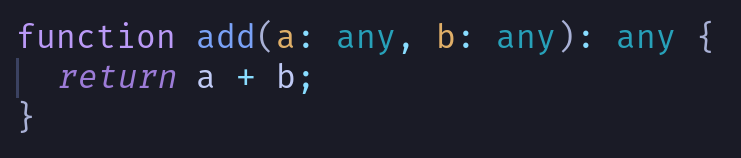 function add(a: any, b: any): any {
  return a + b;
}